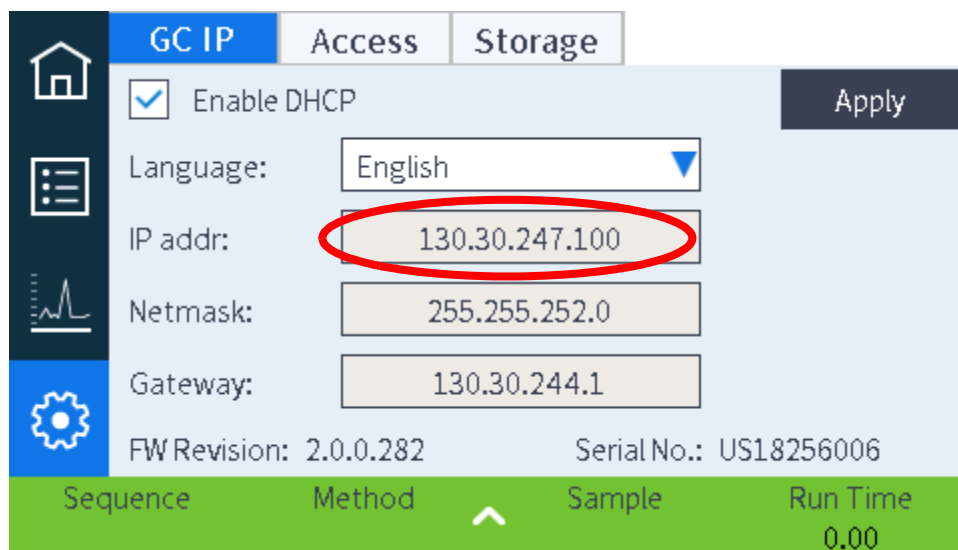 GC IP Access Storage
Enable DHCP Apply
Language: English
IP addr: 130.30.247.100
Netmask: 255.255.252.0
Gateway: 130.30.244.1
FW Revision: 2.0.0.282 Serial No.: US18256006
Sequence Method Sample Run Time
0.00